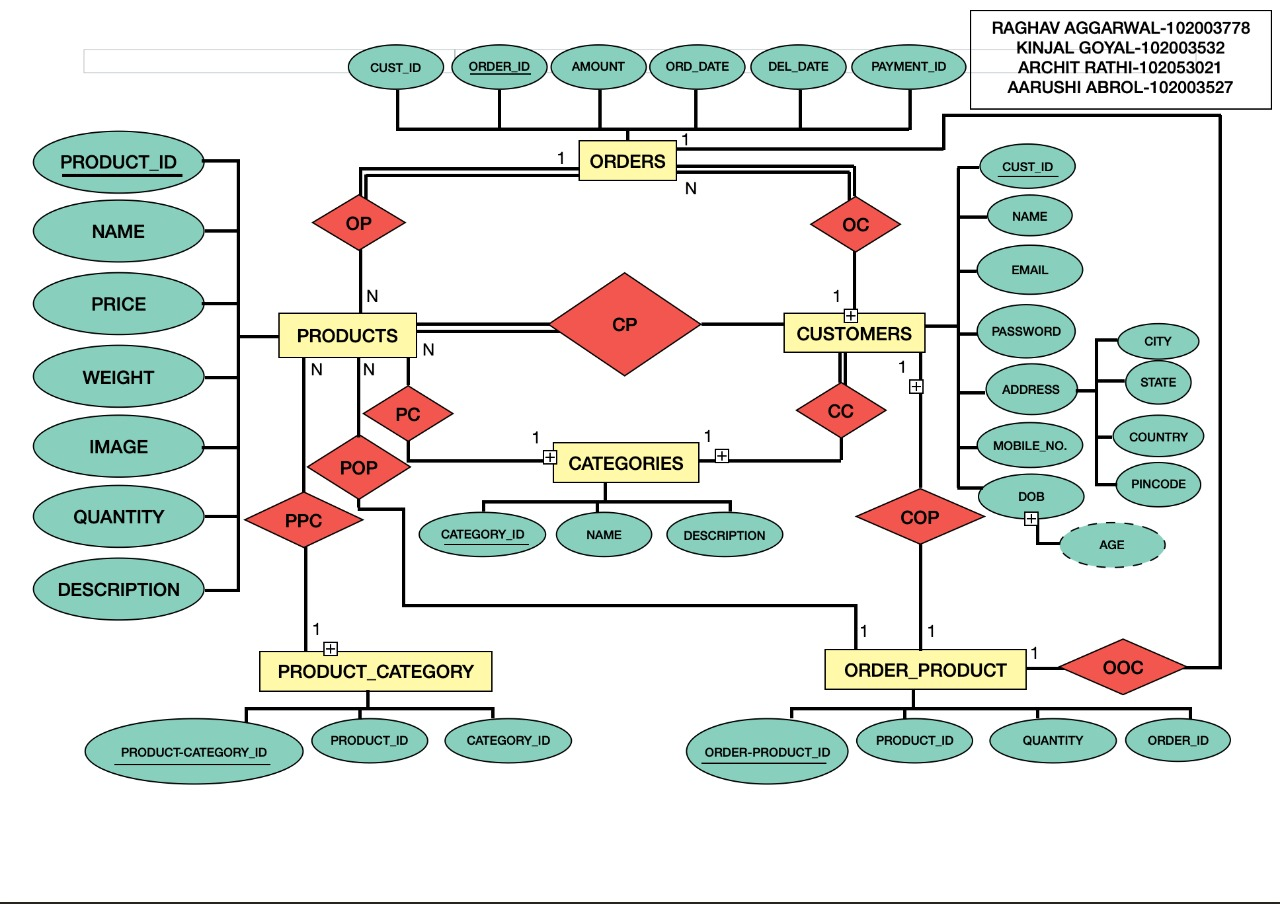 RAGHAV AGGARWAL-102003778
KINJAL GOYAL-102003532
ARCHIT RATHI-102053021
AARUSHI ABROL-102003527
CUST_ID
ORDER_ID
AMOUNT
ORD_DATE
DEL_DATE
PAYMENT_ID
ORDERS
1
1
N
PRODUCT_ID
NAME
PRICE
WEIGHT
IMAGE
QUANTITY
DESCRIPTION
OP
OC
N
1
PRODUCTS
CP
CUSTOMERS
N
N
N
1
CUST_ID
NAME
EMAIL
PASSWORD
ADDRESS
MOBILE_NO.
DOB
AGE
CITY
STATE
COUNTRY
PINCODE
PC
CC
POP
PPC
COP
1
1
CATEGORIES
CATEGORY_ID
NAME
DESCRIPTION
1
1
1
1
PRODUCT_CATEGORY
ORDER_PRODUCT
OOC
PRODUCT-CATEGORY_ID
PRODUCT_ID
CATEGORY_ID
ORDER-PRODUCT_ID
PRODUCT_ID
QUANTITY
ORDER_ID